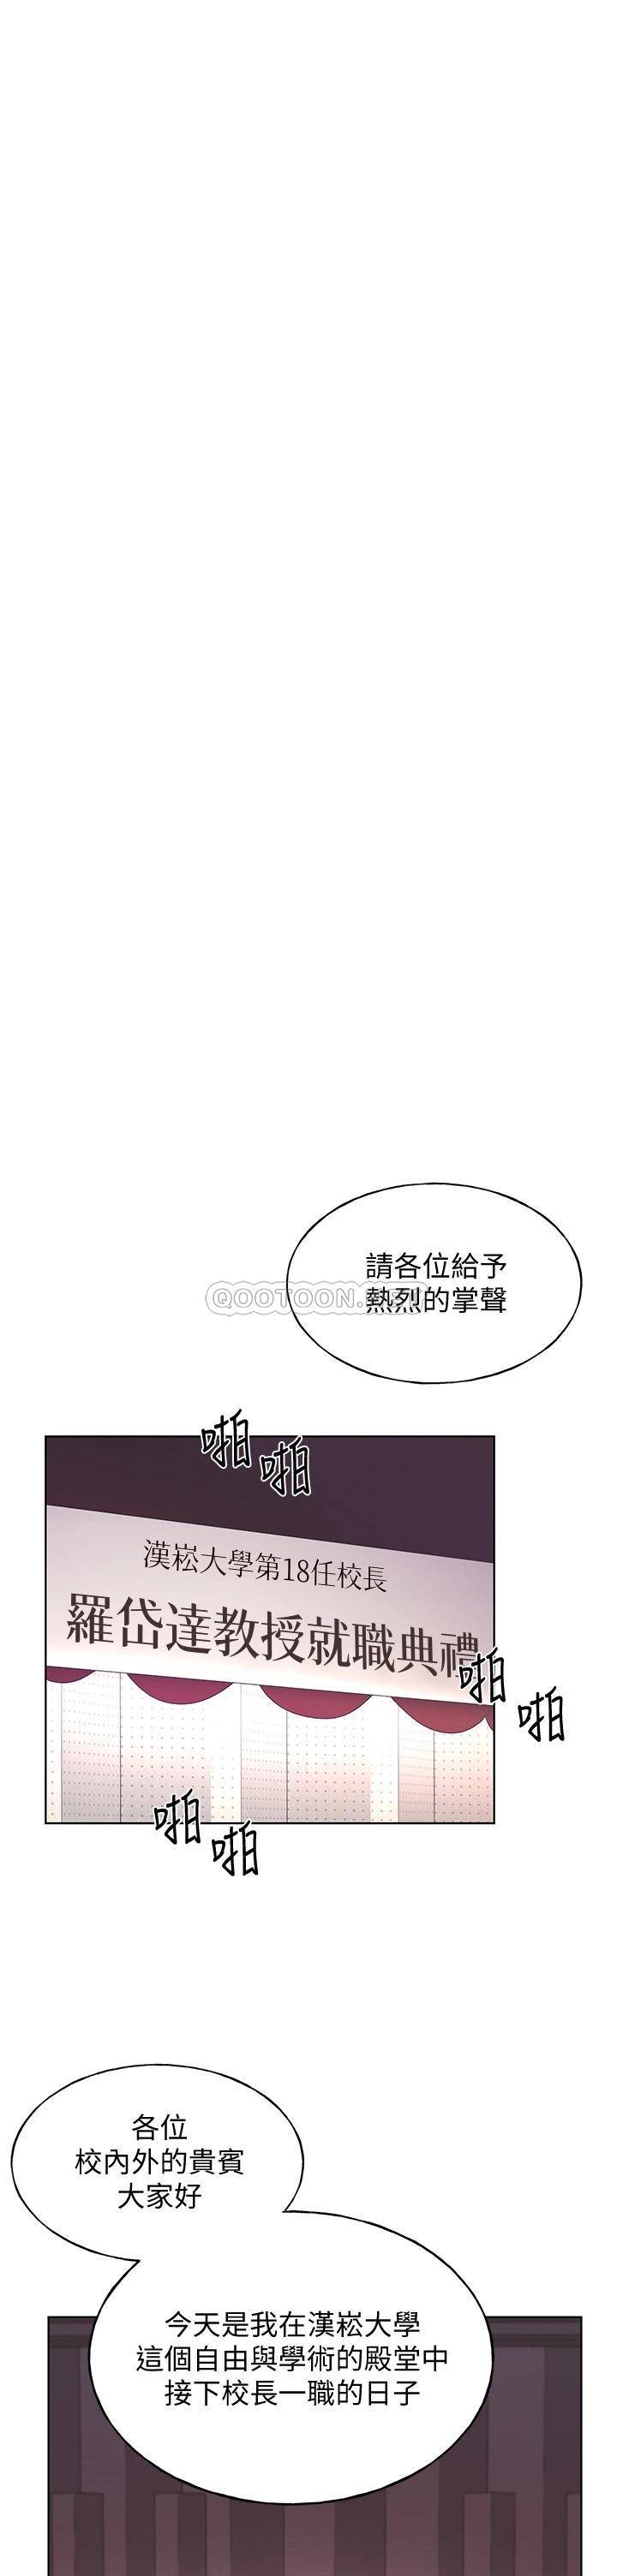 請各位給予
熱烈的掌聲
QOOTOON.NET
啪
啪
漢崧大學第18任校長
羅岱達教授就職典禮
啪
啪
啪
啪
各位
校內外的貴賓
大家好
今天是我在漢崧大學
這個自由與學術的殿堂中
接下校長一職的日子